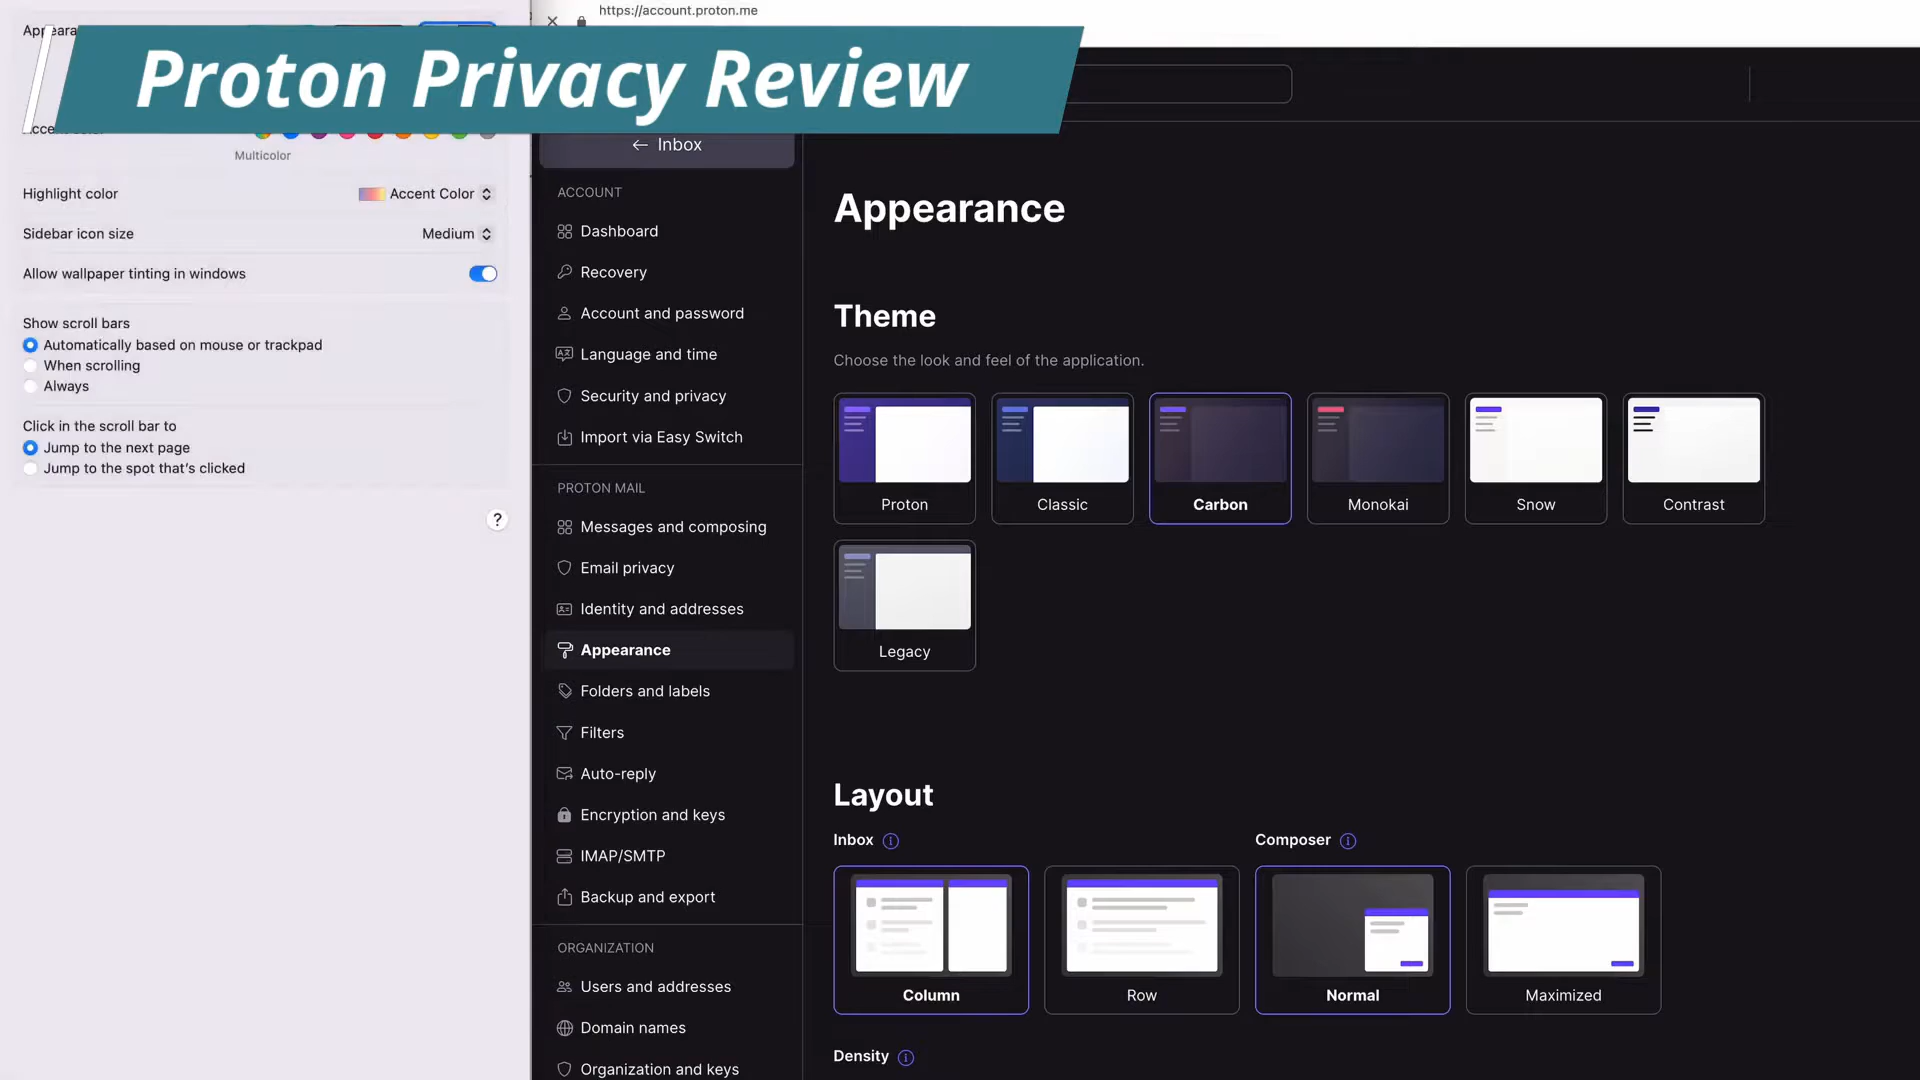 https://account.proton.me
Appeara
Proton Privacy Review
Multicolor
Highlight color
Accent Color
Sidebar icon size
Medium
Allow wallpaper tinting in windows
Show scroll bars
Automatically based on mouse or trackpad
When scrolling
Always
Click in the scroll bar to
Jump to the next page
Jump to the spot that's clicked
?
← Inbox
ACCOUNT
Dashboard
Recovery
Account and password
Language and time
Security and privacy
Import via Easy Switch
PROTON MAIL
Messages and composing
Email privacy
Identity and addresses
Appearance
Folders and labels
Filters
Auto-reply
Encryption and keys
IMAP/SMTP
Backup and export
ORGANIZATION
Users and addresses
Domain names
Organization and keys
Appearance
Theme
Choose the look and feel of the application.
Proton
Classic
Carbon
Monokai
Snow
Contrast
Legacy
Layout
Inbox
Composer
Column
Row
Normal
Maximized
Density